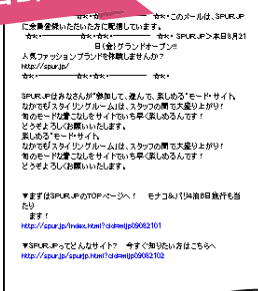 ☆x･━━━━━━━━━━━━━━━━ ☆x･☆x･このメールは、SPUR.JP
に会員登録いただいた方に配信しています。
☆x･━━━━━━━━ ☆x･☆x･━━━━━━━━ ☆x･ SPUR.JP＞本日8月21
日(金)グランドオープン!!
人気ファッションブランドを体験しませんか？
http://spur.jp/
☆x･━━━━━━━━ ☆x･☆x･━━━━━━━━ ☆x･
SPUR.JPはみなさんが"参加して、遊んで、楽しめる"モード・サイト。
なかでも「スタイリングルーム」は、スタッフの間で大盛り上がり！
旬のモードな着こなしをサイトでいち早く楽しめるんです！
どうぞよろしくお願いいたします。
楽しめる"モード・サイト。
なかでも「スタイリングルーム」は、スタッフの間で大盛り上がり！
旬のモードな着こなしをサイトでいち早く楽しめるんです！
どうぞよろしくお願いいたします。
▼まずはSPUR.JPのTOPページへ！　モナコ&パリ4泊6日旅行も当
たり
ます！
http://spur.jp/index.html?cid=mljp09082101
▼SPUR.JPってどんなサイト？　今すぐ知りたい方はこちらへ
http://spur.jp/spurjp.html?cid=mljp09082102